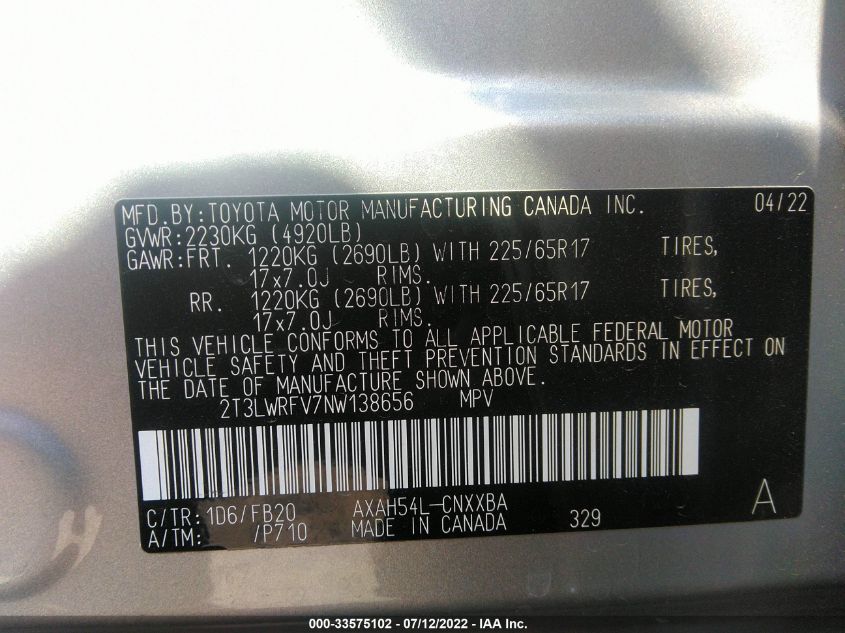 MFD.BY:TOYOTA MOTOR MANUFACTURING CANADA INC. 04/22
GVWR:2230KG (4920LB)
GAWR:FRT. 1220KG (2690LB) WITH 225/65R17 TIRES,
17x7.0J RIMS.
RR. 1220KG (2690LB) WITH 225/65R17 TIRES,
17x7.0J RIMS.
THIS VEHICLE CONFORMS TO ALL APPLICABLE FEDERAL MOTOR
VEHICLE SAFETY AND THEFT PREVENTION STANDARDS IN EFFECT ON
THE DATE OF MANUFACTURE SHOWN ABOVE.
2T3LWRFV7NW138656 MPV
C/TR:1D6/FB20 AXAH54L-CNXXBA A
A/TM: /P710 MADE IN CANADA 329
H
000-33575102 - 07/12/2022 - IAA Inc.